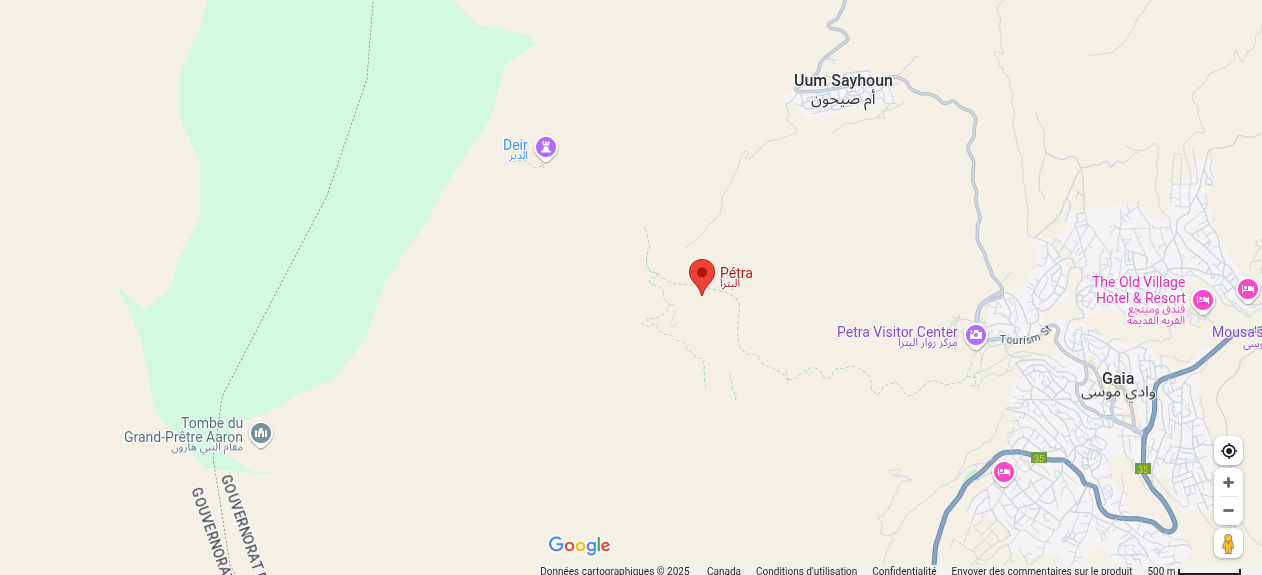 Uum Sayhoun
أم صيحون
Deir
الدير
Pétra
البترا
The Old Village
Hotel & Resort
فندق ومنتجع
القرية القديمة
Petra Visitor Center
مركز زوار البترا
Tourism St
Mousa's
Gaia
وادي موسى
Tombe du
Grand-Prêtre Aaron
مقام النبي هارون
35
35
GOUVERNORAT
Google
Données cartographiques © 2025
Canada
Conditions d'utilisation
Confidentialité
Envoyer des commentaires sur le produit
500 m